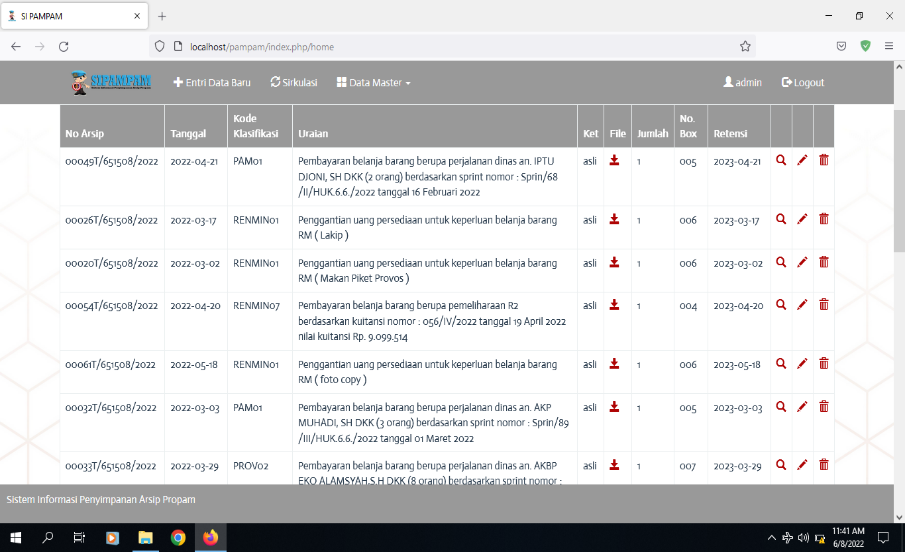 SI PAMPAM
localhost/pampam/index.php/home
SIPAMPAM
Entri Data Baru
Sirkulasi
Data Master
admin
Logout
No Arsip Tanggal Kode Klasifikasi Uraian Ket File Jumlah No. Box Retensi
00049T/651508/2022 2022-04-21 PAM01 Pembayaran belanja barang berupa perjalanan dinas an. IPTU asli 1 005 2023-04-21
DJONI, SH DKK (2 orang) berdasarkan sprint nomor : Sprin/68
/II/HUK.6.6./2022 tanggal 16 Februari 2022
00026T/651508/2022 2022-03-17 RENMIN01 Penggantian uang persediaan untuk keperluan belanja barang asli 1 006 2023-03-17
RM ( Lakip )
00020T/651508/2022 2022-03-02 RENMIN01 Penggantian uang persediaan untuk keperluan belanja barang asli 1 006 2023-03-02
RM ( Makan Piket Provos )
00054T/651508/2022 2022-04-20 RENMIN07 Pembayaran belanja barang berupa pemeliharaan R2 asli 1 004 2023-04-20
berdasarkan kuitansi nomor : 056/IV/2022 tanggal 19 April 2022
nilai kuitansi Rp. 9.099.514
00061T/651508/2022 2022-05-18 RENMIN01 Penggantian uang persediaan untuk keperluan belanja barang asli 1 006 2023-05-18
RM ( foto copy )
00032T/651508/2022 2022-03-03 PAM01 Pembayaran belanja barang berupa perjalanan dinas an. AKP asli 1 005 2023-03-03
MUHADI, SH DKK (3 orang) berdasarkan sprint nomor : Sprin/89
/III/HUK.6.6./2022 tanggal 01 Maret 2022
00033T/651508/2022 2022-03-29 PROV02 Pembayaran belanja barang berupa perjalanan dinas an. AKBP asli 1 007 2023-03-29
EKO ALAMSYAH,S.H DKK (8 orang) berdasarkan sprint nomor :
Sistem Informasi Penyimpanan Arsip Propam
11:41 AM
6/8/2022